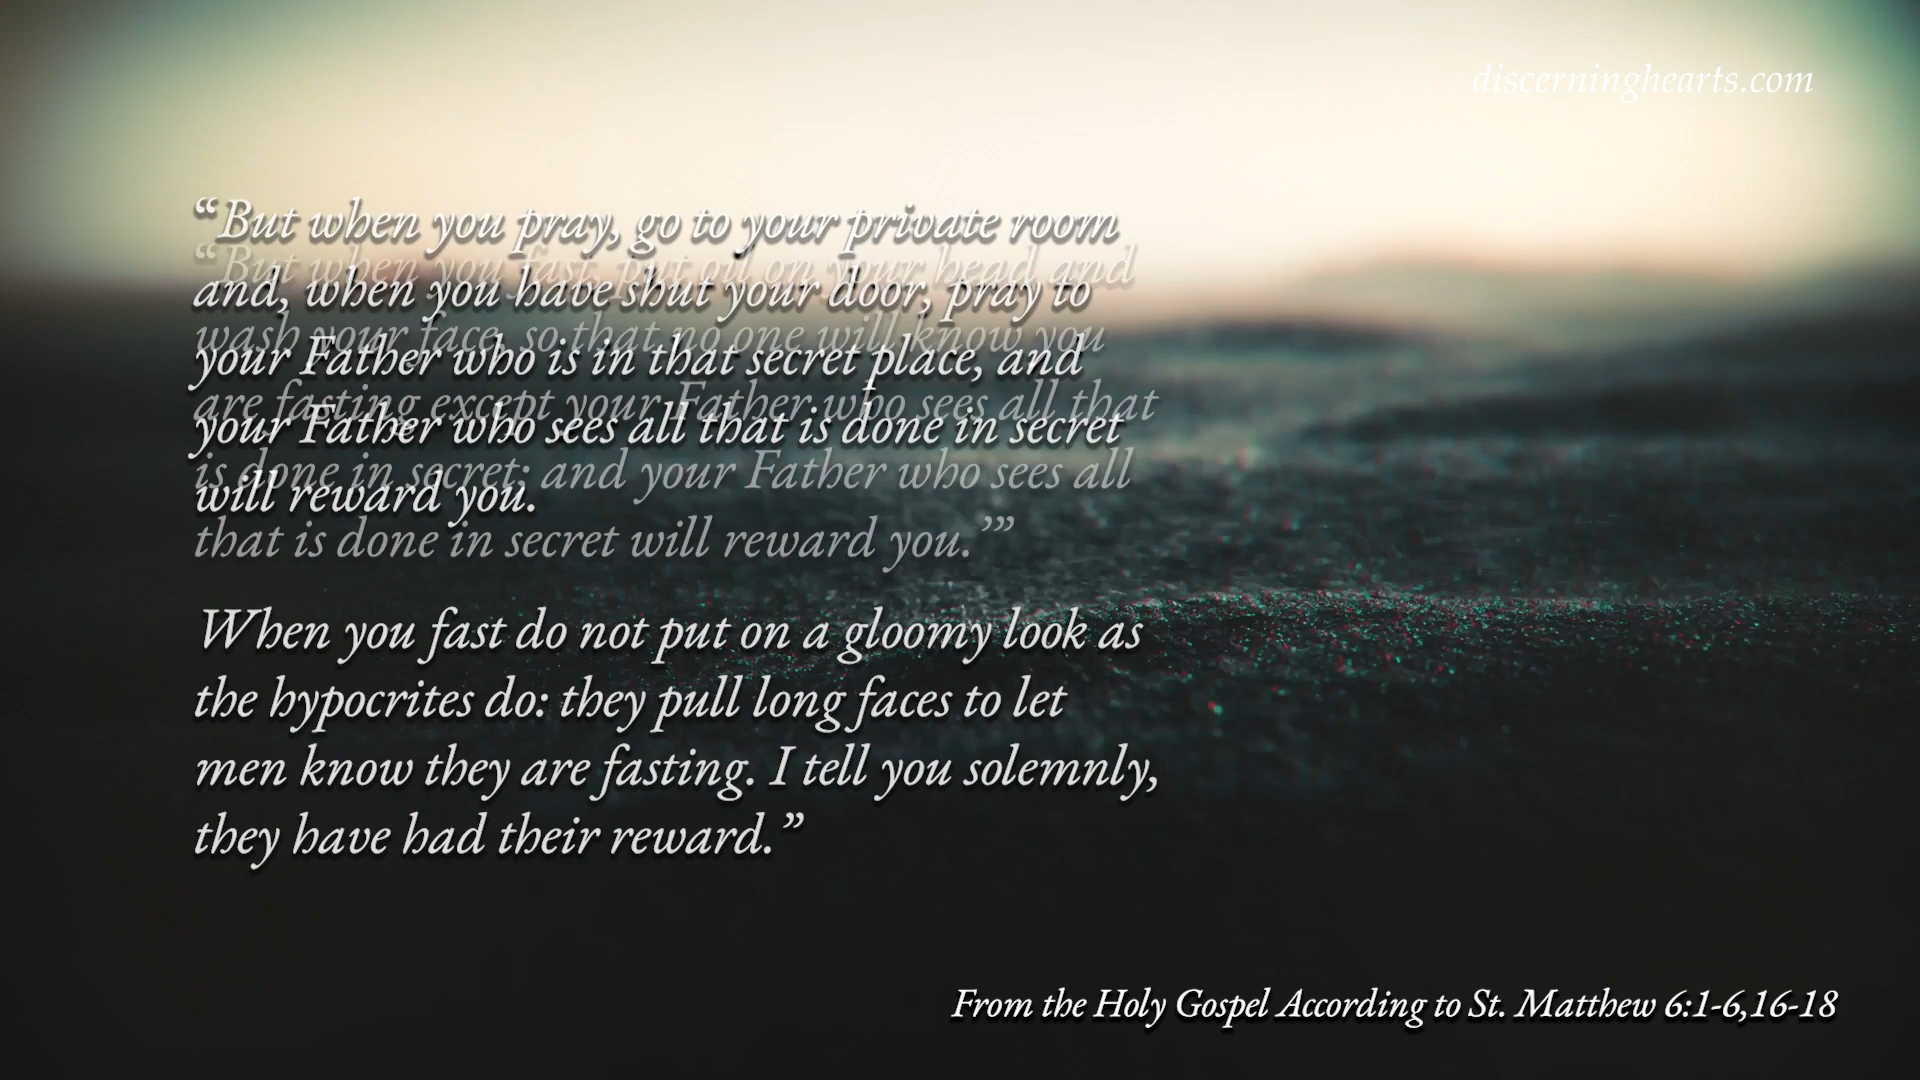 discerninghearts.com
“But when you pray, go to your private room
and, when you have shut your door, pray to
your Father who is in that secret place, and
your Father who sees all that is done in secret
will reward you.
“But when you fast, put oil on your head and
wash your face, so that no one will know you
are fasting except your Father who sees all that
is done in secret; and your Father who sees all
that is done in secret will reward you.’”
When you fast do not put on a gloomy look as
the hypocrites do: they pull long faces to let
men know they are fasting. I tell you solemnly,
they have had their reward.”
From the Holy Gospel According to St. Matthew 6:1-6,16-18